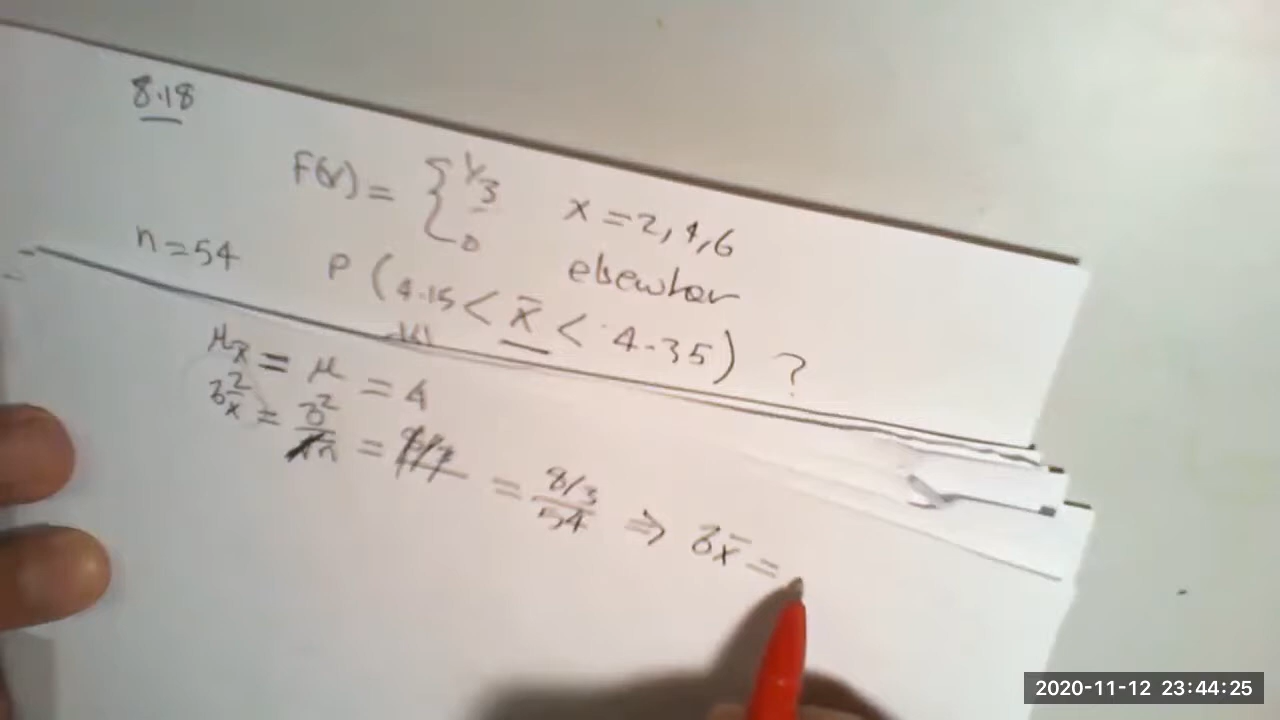 8.18
F(x) = { 1/3 x = 2, 4, 6
0 elsewher
n = 54 P ( 4.15 < x̄ < 4.35 ) ?
μx̄ = μ = 4
σ²x̄ = σ²/n = = 8/3 / 54 ⇒ σx̄ =
2020-11-12 23:44:25